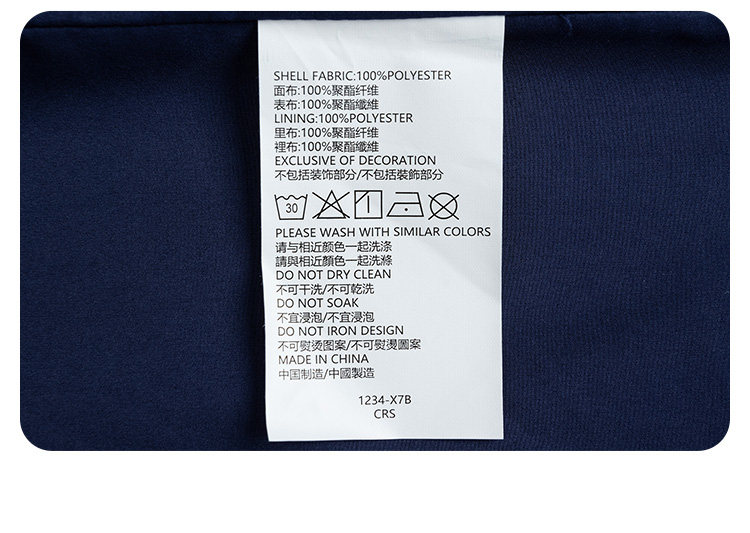 SHELL FABRIC:100%POLYESTER
面布:100%聚酯纤维
表布:100%聚酯纖維
LINING:100%POLYESTER
里布:100%聚酯纤维
裡布:100%聚酯纖維
EXCLUSIVE OF DECORATION
不包括装饰部分/不包括裝飾部分
30
PLEASE WASH WITH SIMILAR COLORS
请与相近颜色一起洗涤
請與相近顏色一起洗滌
DO NOT DRY CLEAN
不可干洗/不可乾洗
DO NOT SOAK
不宜浸泡/不宜浸泡
DO NOT IRON DESIGN
不可熨烫图案/不可熨燙圖案
MADE IN CHINA
中国制造/中國製造
1234-X7B
CRS